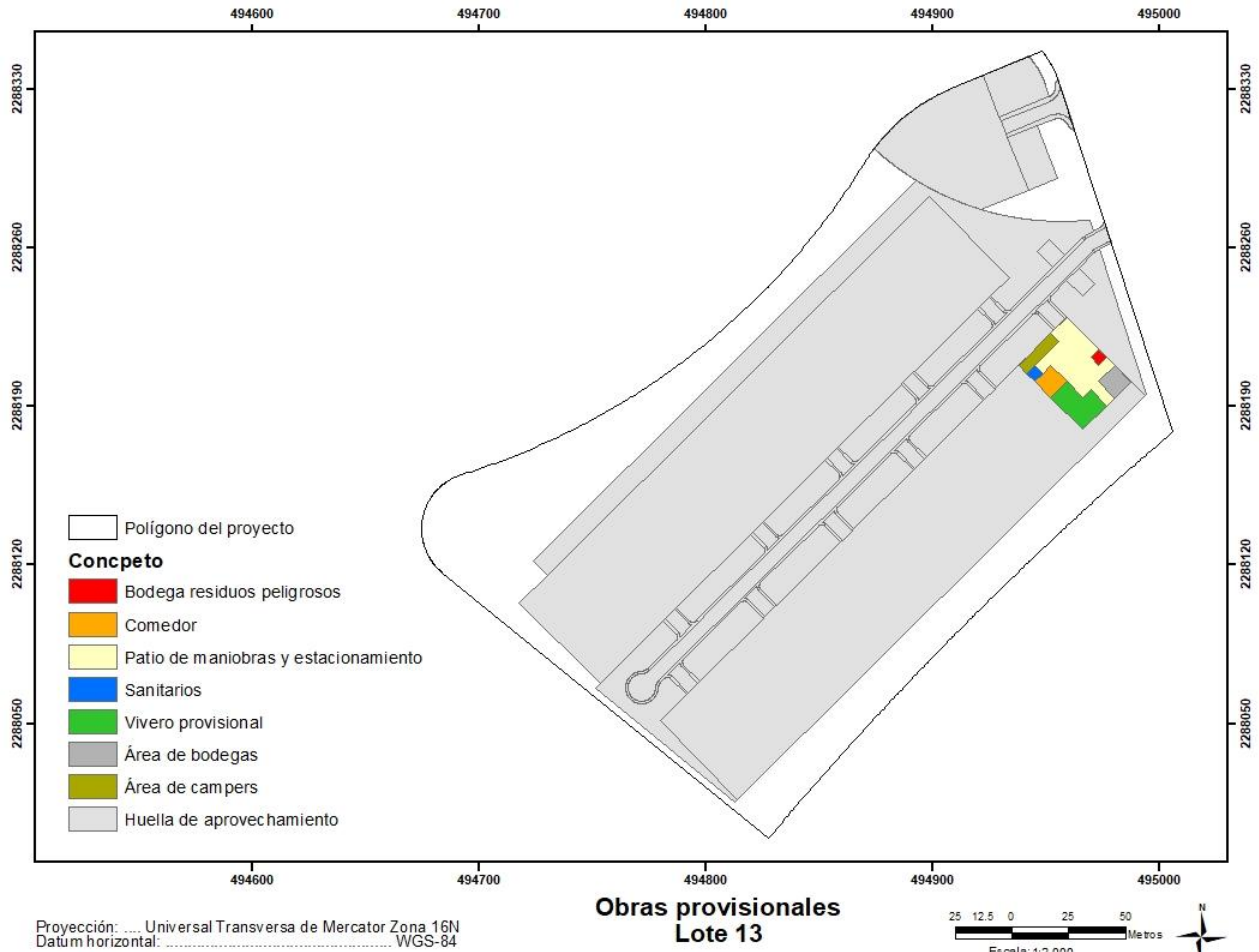 494600 494700 494800 494900 495000
2288330 2288330
2288260 2288260
2288190 2288190
2288120 2288120
2288050 2288050
Polígono del proyecto
Concpeto
Bodega residuos peligrosos
Comedor
Patio de maniobras y estacionamiento
Sanitarios
Vivero provisional
Área de bodegas
Área de campers
Huella de aprovechamiento
494600 494700 494800 494900 495000
Obras provisionales
Lote 13
Proyección: .... Universal Transversa de Mercator Zona 16N
Datum horizontal: .................................................. WGS-84
25 12.5 0 25 50
Metros
N